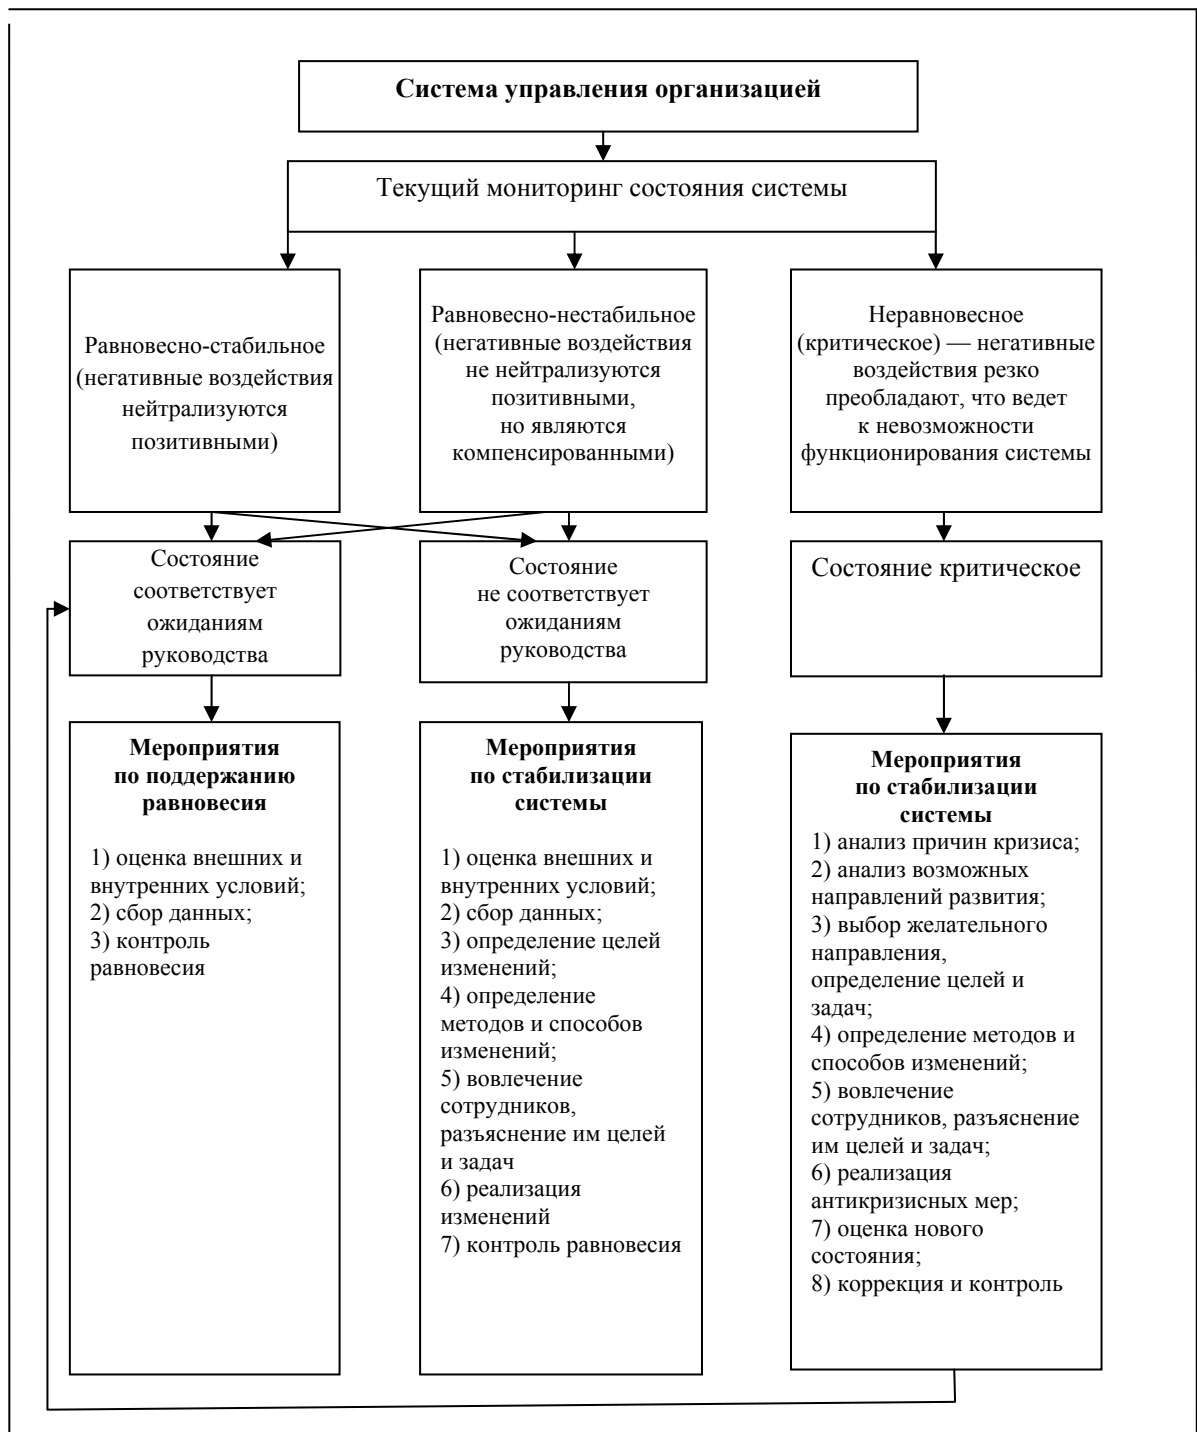 Система управления организацией
Текущий мониторинг состояния системы
Равновесно-стабильное
(негативные воздействия
нейтрализуются
позитивными)
Равновесно-нестабильное
(негативные воздействия
не нейтрализуются
позитивными,
но являются
компенсированными)
Неравновесное
(критическое) — негативные
воздействия резко
преобладают, что ведет
к невозможности
функционирования системы
Состояние
соответствует
ожиданиям
руководства
Состояние
не соответствует
ожиданиям
руководства
Состояние критическое
Мероприятия
по поддержанию
равновесия
1) оценка внешних и
внутренних условий;
2) сбор данных;
3) контроль
равновесия
Мероприятия
по стабилизации
системы
1) оценка внешних и
внутренних условий;
2) сбор данных;
3) определение целей
изменений;
4) определение
методов и способов
изменений;
5) вовлечение
сотрудников,
разъяснение им целей
и задач
6) реализация
изменений
7) контроль равновесия
Мероприятия
по стабилизации
системы
1) анализ причин кризиса;
2) анализ возможных
направлений развития;
3) выбор желательного
направления,
определение целей и
задач;
4) определение методов и
способов изменений;
5) вовлечение
сотрудников, разъяснение
им целей и задач;
6) реализация
антикризисных мер;
7) оценка нового
состояния;
8) коррекция и контроль